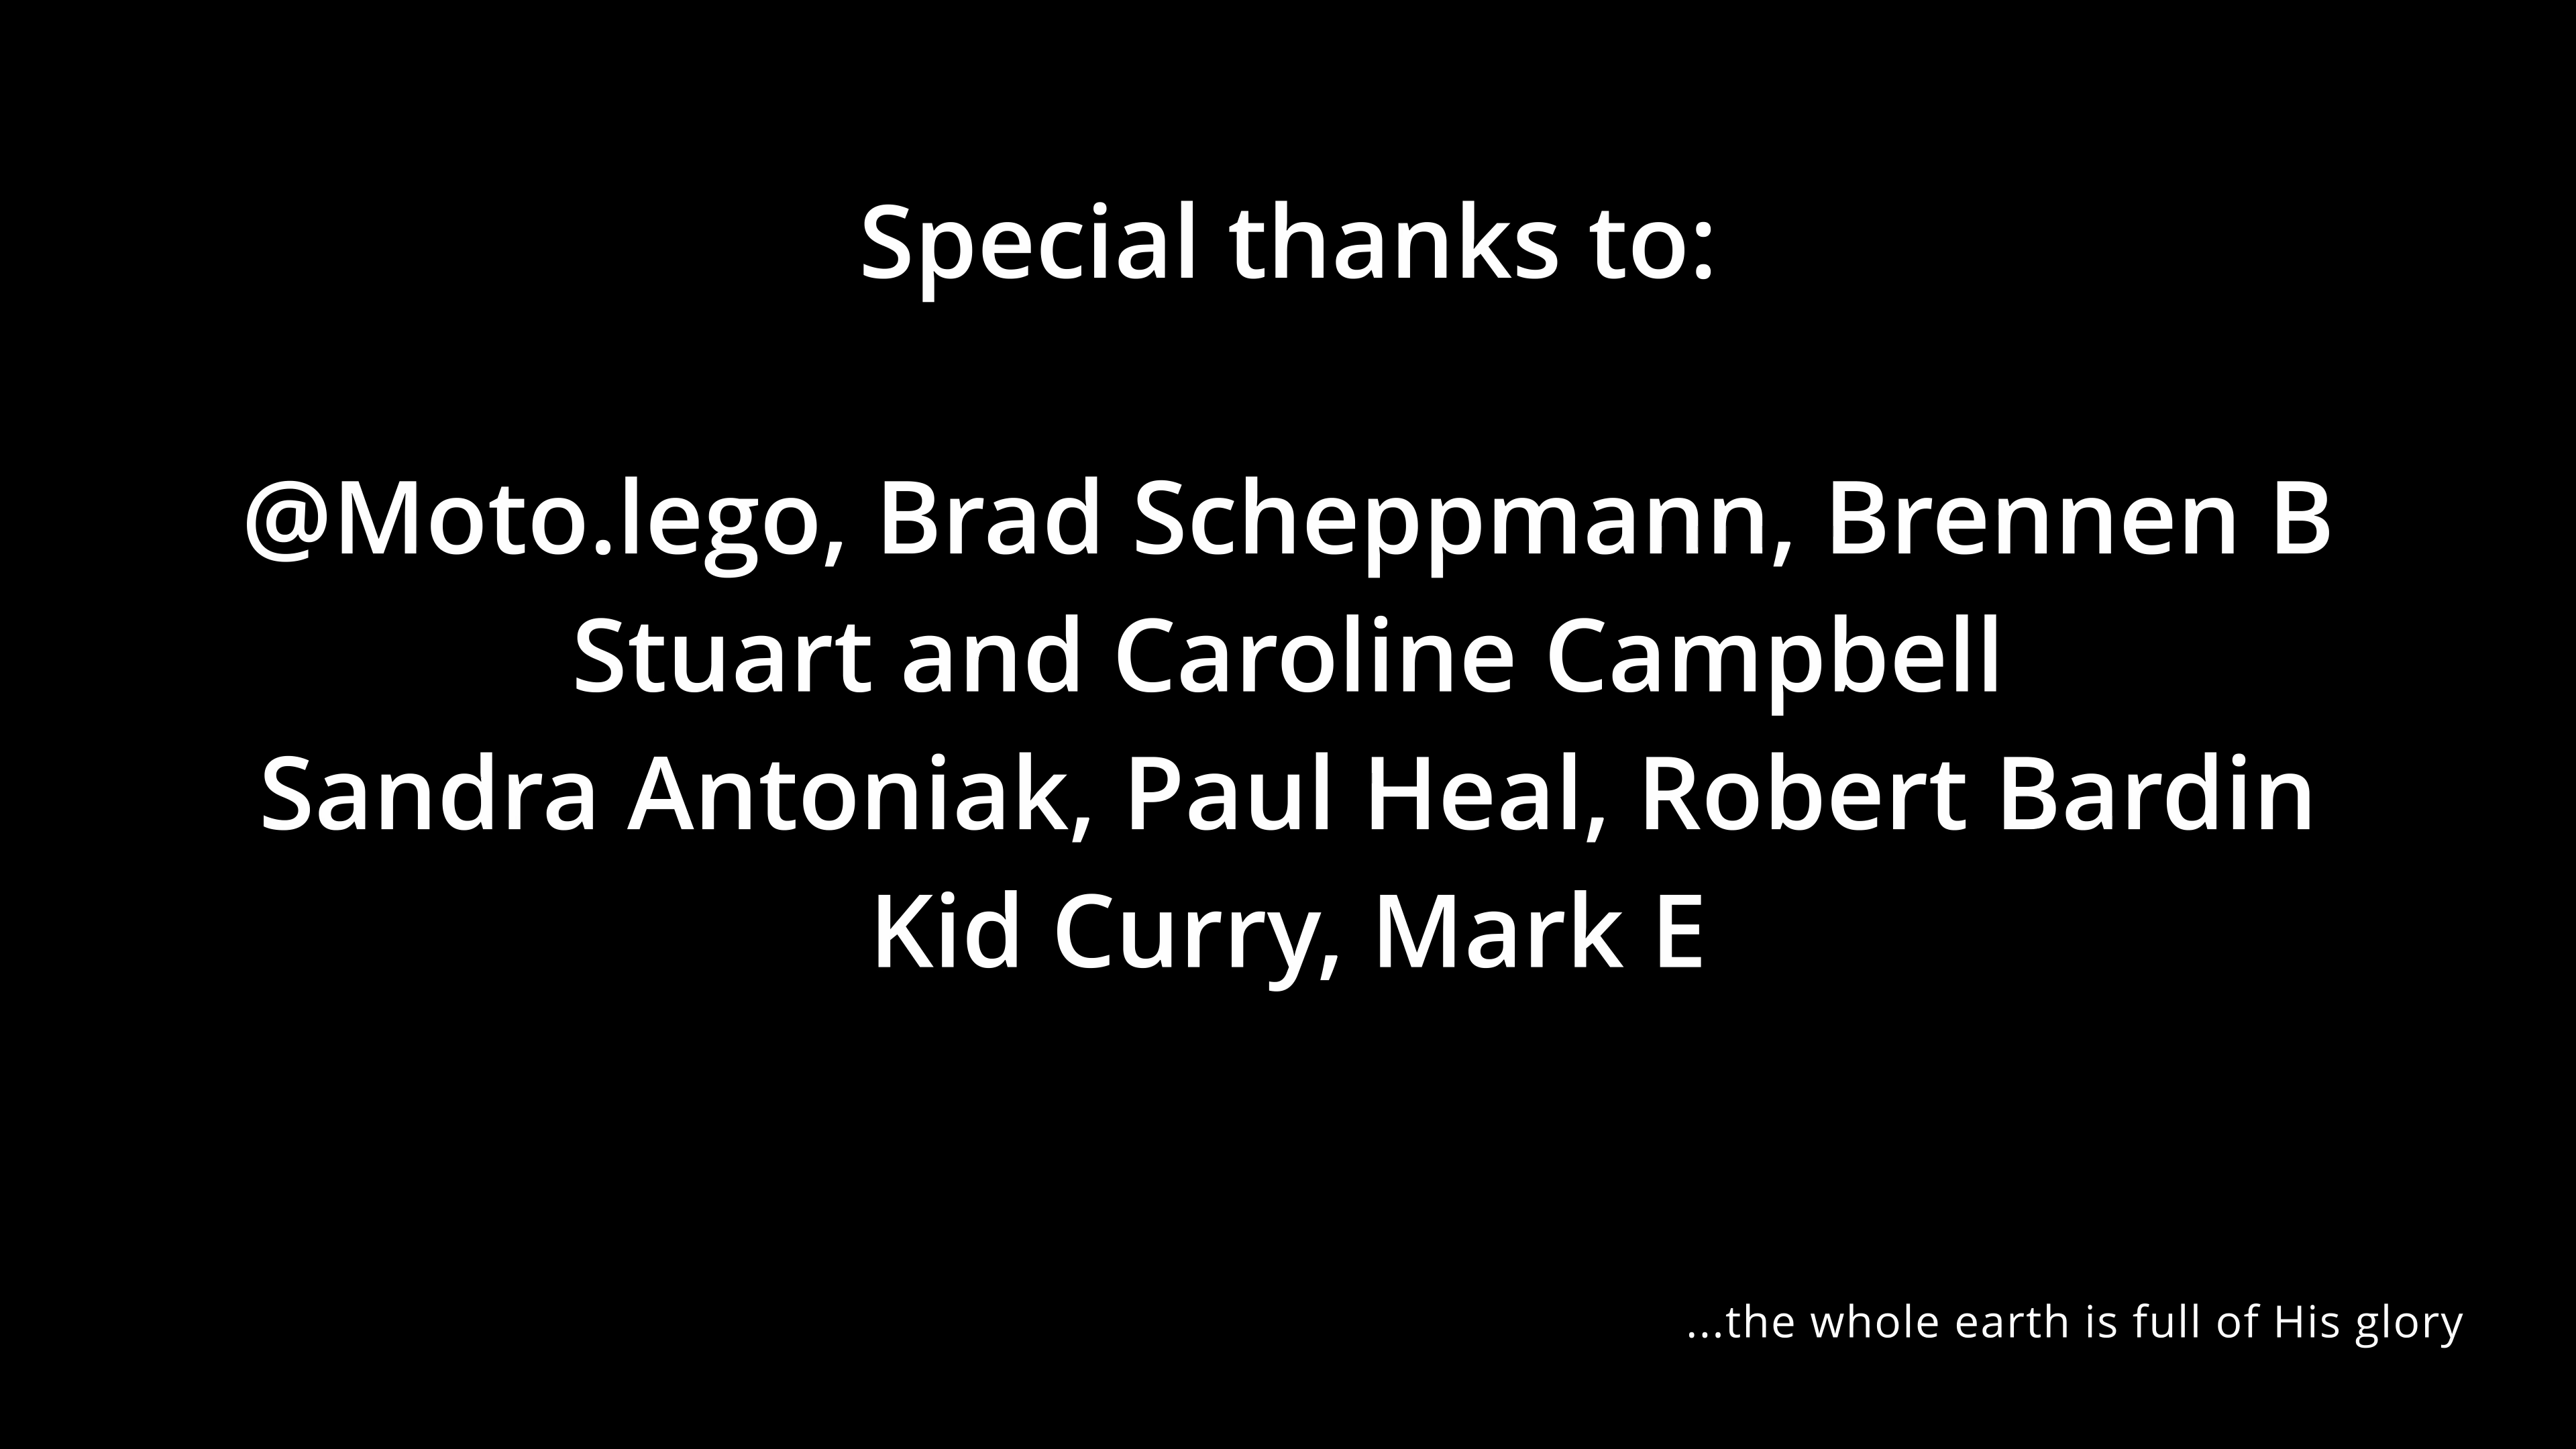 Special thanks to:
@Moto.lego, Brad Scheppmann, Brennen B
Stuart and Caroline Campbell
Sandra Antoniak, Paul Heal, Robert Bardin
Kid Curry, Mark E
...the whole earth is full of His glory